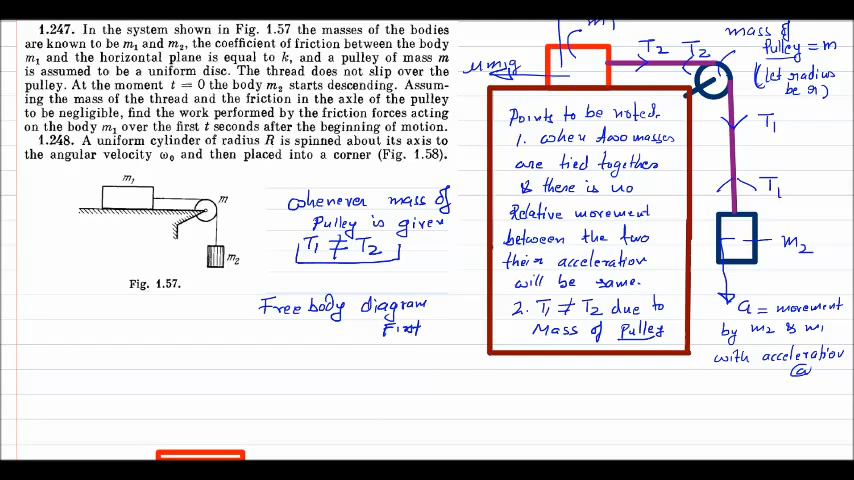 1.247. In the system shown in Fig. 1.57 the masses of the bodies
are known to be m₁ and m₂, the coefficient of friction between the body
m₁ and the horizontal plane is equal to k, and a pulley of mass m
is assumed to be a uniform disc. The thread does not slip over the
pulley. At the moment t = 0 the body m₂ starts descending. Assum-
ing the mass of the thread and the friction in the axle of the pulley
to be negligible, find the work performed by the friction forces acting
on the body m₁ over the first t seconds after the beginning of motion.
1.248. A uniform cylinder of radius R is spinned about its axis to
the angular velocity ω₀ and then placed into a corner (Fig. 1.58).
m₁
m
m₂
Fig. 1.57.
whenever mass of
pulley is given
T₁ ≠ T₂
Free body diagram
First
m₁
μm₁g
T₂
T₂
mass of
pulley = m
(let radius
be r)
T₁
T₁
m₂
a = movement
by m₂ & m₁
with acceleration
a
Points to be noted.
1. when two masses
are tied together
& there is no
Relative movement
between the two
their acceleration
will be same.
2. T₁ ≠ T₂ due to
Mass of pulley